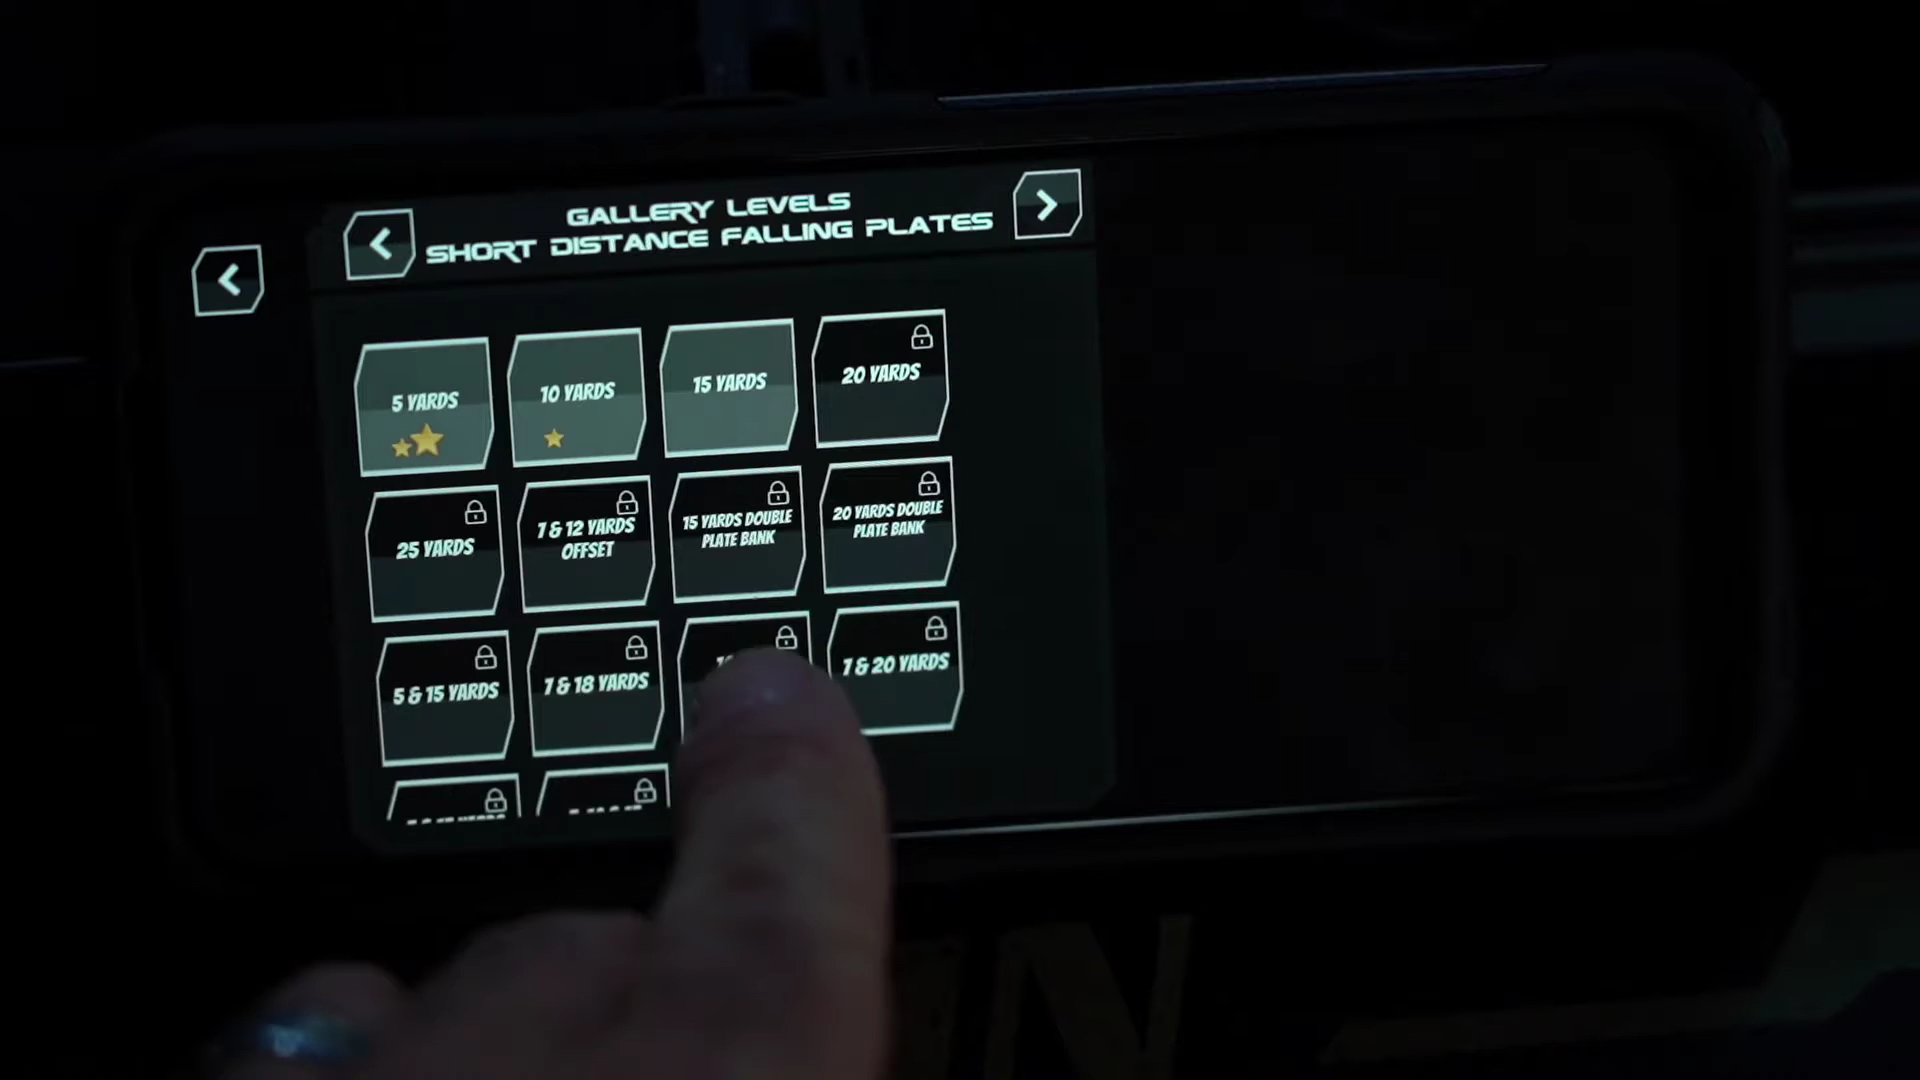 GALLERY LEVELS
SHORT DISTANCE FALLING PLATES
5 YARDS
10 YARDS
15 YARDS
20 YARDS
25 YARDS
7 & 12 YARDS
OFFSET
15 YARDS DOUBLE
PLATE BANK
20 YARDS DOUBLE
PLATE BANK
5 & 15 YARDS
7 & 18 YARDS
7 & 20 YARDS